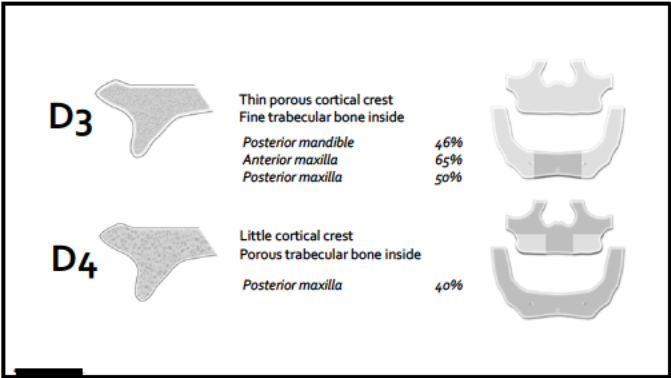 D3
Thin porous cortical crest
Fine trabecular bone inside
Posterior mandible 46%
Anterior maxilla 65%
Posterior maxilla 50%
D4
Little cortical crest
Porous trabecular bone inside
Posterior maxilla 40%